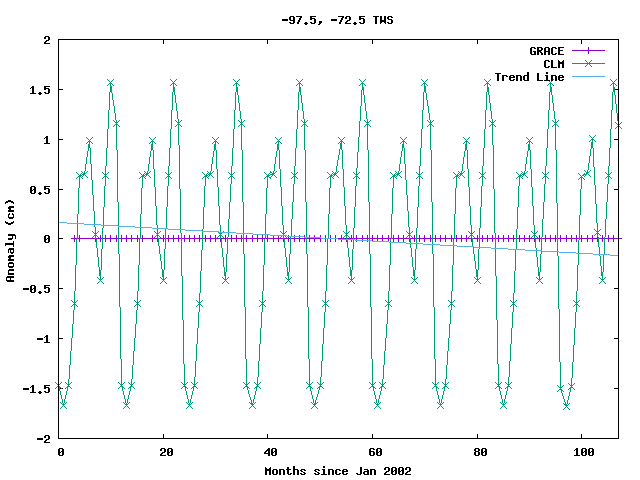 -97.5, -72.5 TWS
GRACE
CLM
Trend Line
2
1.5
1
0.5
0
-0.5
-1
-1.5
-2
Anomaly (cm)
0 20 40 60 80 100
Months since Jan 2002